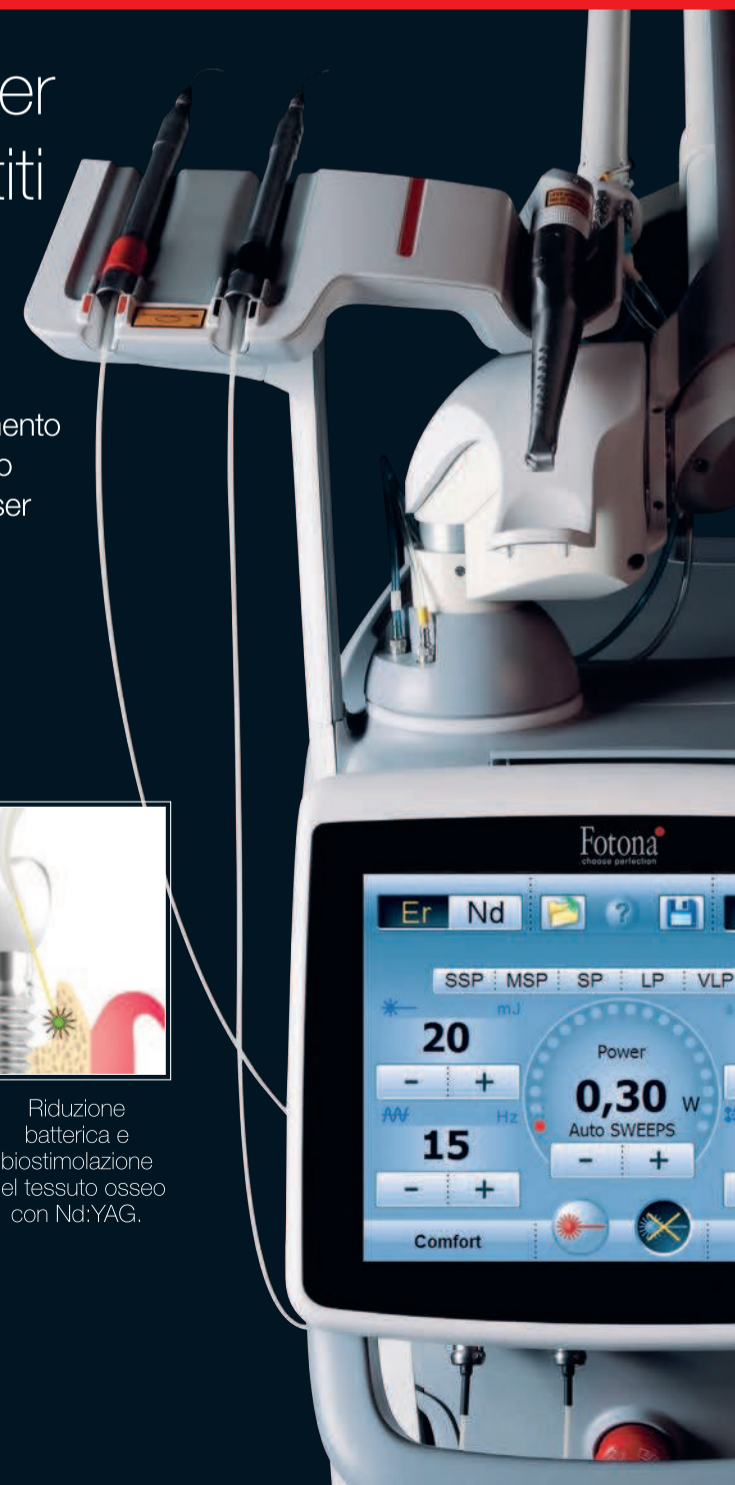 er
titi
ento
o
ser
Fotona
choose perfection
Er Nd ?
SSP MSP SP LP VLP
mJ
20
- +
Hz
15
- +
Power
0,30 W
Auto SWEEPS
- +
Comfort
Riduzione
batterica e
biostimolazione
el tessuto osseo
con Nd:YAG.